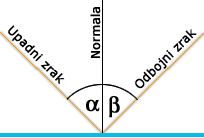 Upadni zrak
Normala
Odbojni zrak
α
β